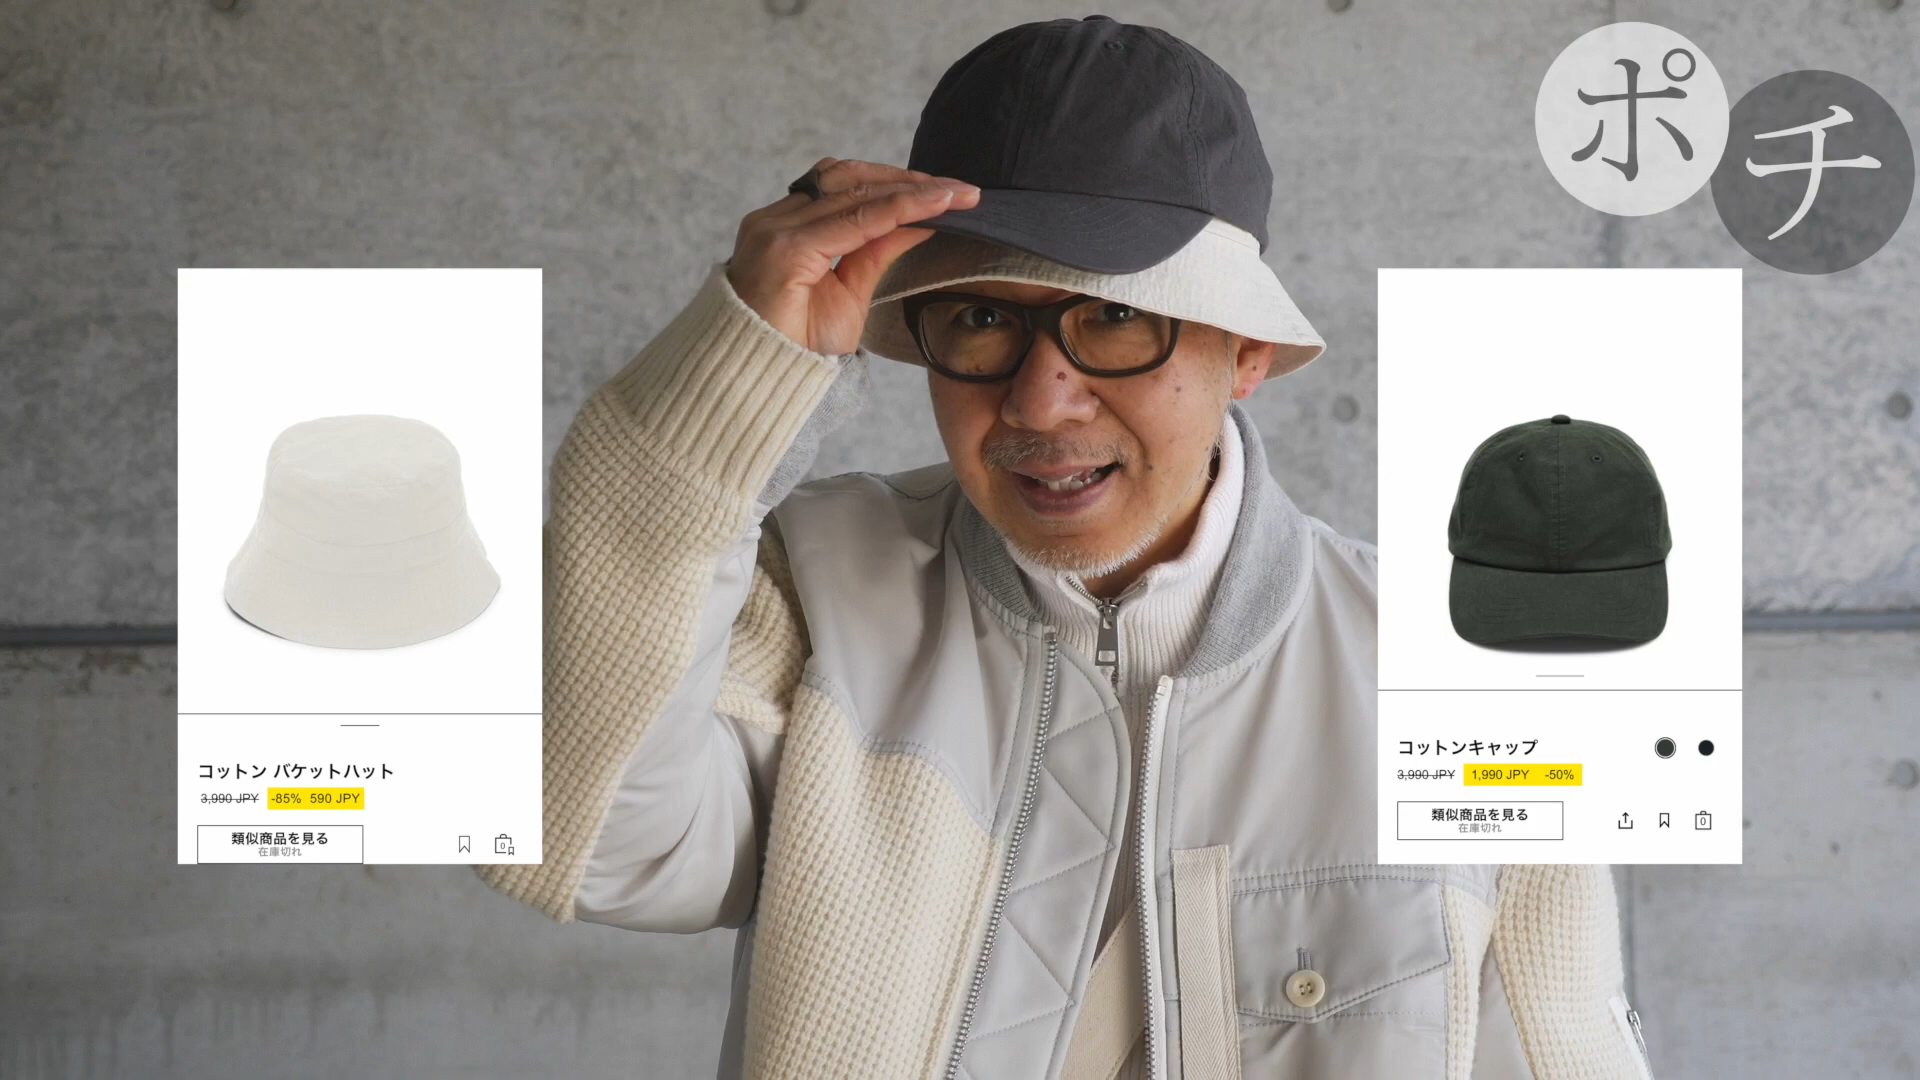 ポチ
コットン バケットハット
3,990 JPY -85% 590 JPY
類似商品を見る
在庫切れ
0
コットンキャップ
3,990 JPY 1,990 JPY -50%
類似商品を見る
在庫切れ
0